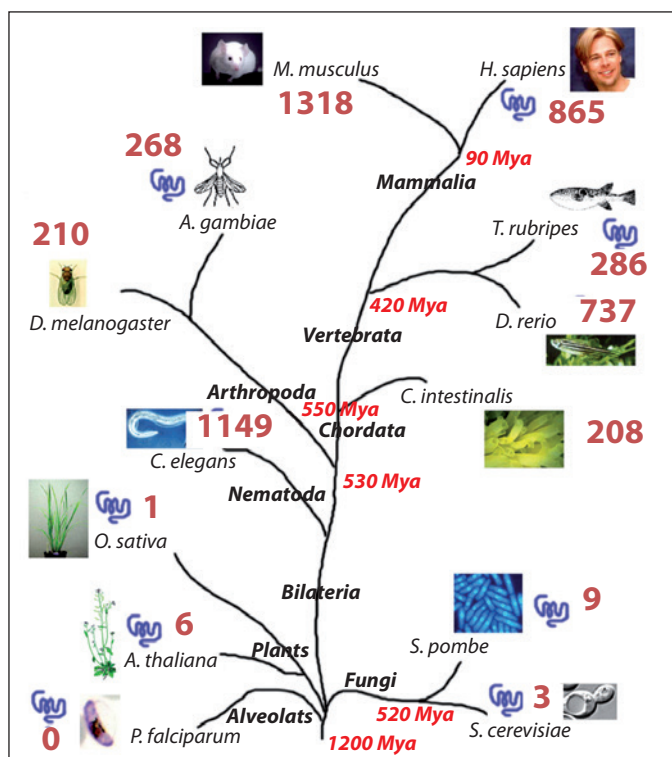 M. musculus
1318
H. sapiens
865
90 Mya
Mammalia
268
A. gambiae
T. rubripes
286
210
D. melanogaster
420 Mya
D. rerio
737
Vertebrata
Arthropoda
550 Mya
Chordata
C. intestinalis
208
1149
C. elegans
Nematoda
530 Mya
1
O. sativa
Bilateria
9
S. pombe
6
A. thaliana
Plants
Fungi
520 Mya
3
S. cerevisiae
0
P. falciparum
Alveolats
1200 Mya